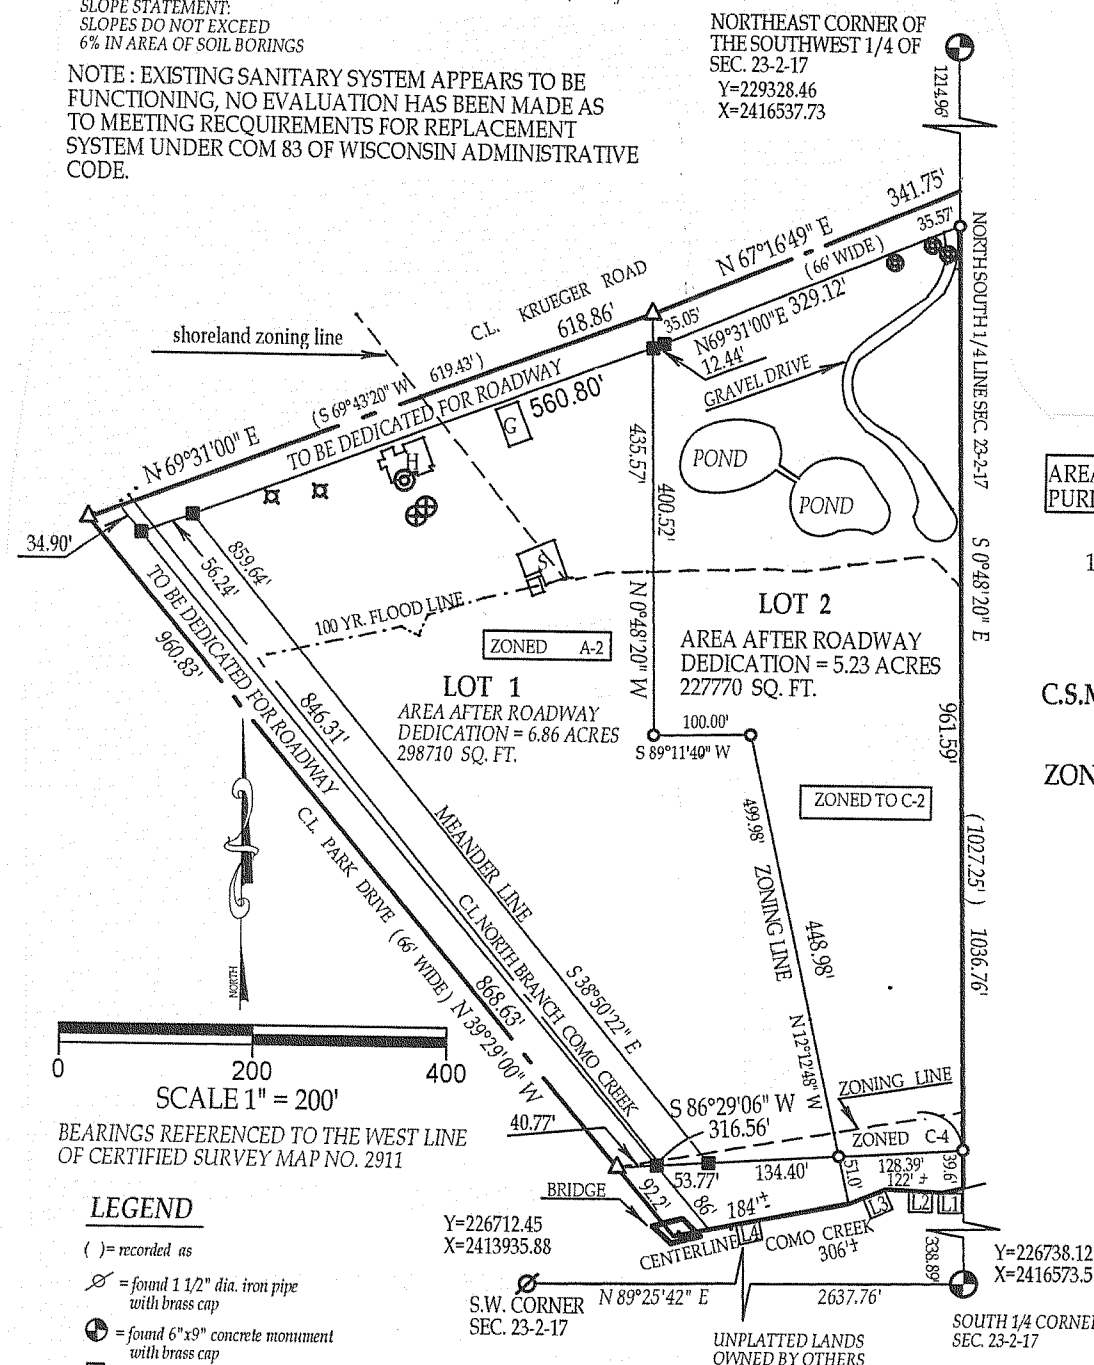 SLOPE STATEMENT:
SLOPES DO NOT EXCEED
6% IN AREA OF SOIL BORINGS
NOTE : EXISTING SANITARY SYSTEM APPEARS TO BE
FUNCTIONING, NO EVALUATION HAS BEEN MADE AS
TO MEETING RECQUIREMENTS FOR REPLACEMENT
SYSTEM UNDER COM 83 OF WISCONSIN ADMINISTRATIVE
CODE.
NORTHEAST CORNER OF
THE SOUTHWEST 1/4 OF
SEC. 23-2-17
Y=229328.46
X=2416537.73
1214.96'
341.75'
35.57'
N 67°16'49" E
(66' WIDE)
N69°31'00"E 329.12'
35.05'
12.44'
GRAVEL DRIVE
C.L. KRUEGER ROAD
618.86'
619.43' )
(S 69°43'20" W
N 69°31'00" E
TO BE DEDICATED FOR ROADWAY
560.80'
shoreland zoning line
G
H
S
NORTH SOUTH 1/4 LINE SEC. 23-2-17
S 0°48'20" E
961.59'
(1027.25' ) 1036.76'
POND
POND
435.57'
400.52'
N 0°48'20" W
34.90'
56.24'
859.64'
TO BE DEDICATED FOR ROADWAY
960.83'
846.31'
100 YR. FLOOD LINE
ZONED A-2
LOT 1
AREA AFTER ROADWAY
DEDICATION = 6.86 ACRES
298710 SQ. FT.
LOT 2
AREA AFTER ROADWAY
DEDICATION = 5.23 ACRES
227770 SQ. FT.
100.00'
S 89°11'40" W
ZONED TO C-2
499.98'
ZONING LINE
448.98'
N 12°12'48" W
MEANDER LINE
S 38°50'22" E
C.L NORTH BRANCH COMO CREEK
C.L. PARK DRIVE (66' WIDE) N 39°29'00" W
868.63'
NORTH
0 200 400
SCALE 1" = 200'
BEARINGS REFERENCED TO THE WEST LINE
OF CERTIFIED SURVEY MAP NO. 2911
ZONING LINE
S 86°29'06" W
316.56'
ZONED C-4
40.77'
53.77'
134.40'
51.0'
128.39'
122' ±
39.6'
92.2'
86'
184'±
BRIDGE
L4
L3
L2
L1
CENTERLINE COMO CREEK
306'±
338.89'
Y=226712.45
X=2413935.88
S.W. CORNER
SEC. 23-2-17
N 89°25'42" E
2637.76'
Y=226738.12
X=2416573.5
SOUTH 1/4 CORNER
SEC. 23-2-17
UNPLATTED LANDS
OWNED BY OTHERS
LEGEND
( )= recorded as
= found 1 1/2" dia. iron pipe
with brass cap
= found 6"x9" concrete monument
with brass cap
AREA
PUR
1
C.S.M
ZON